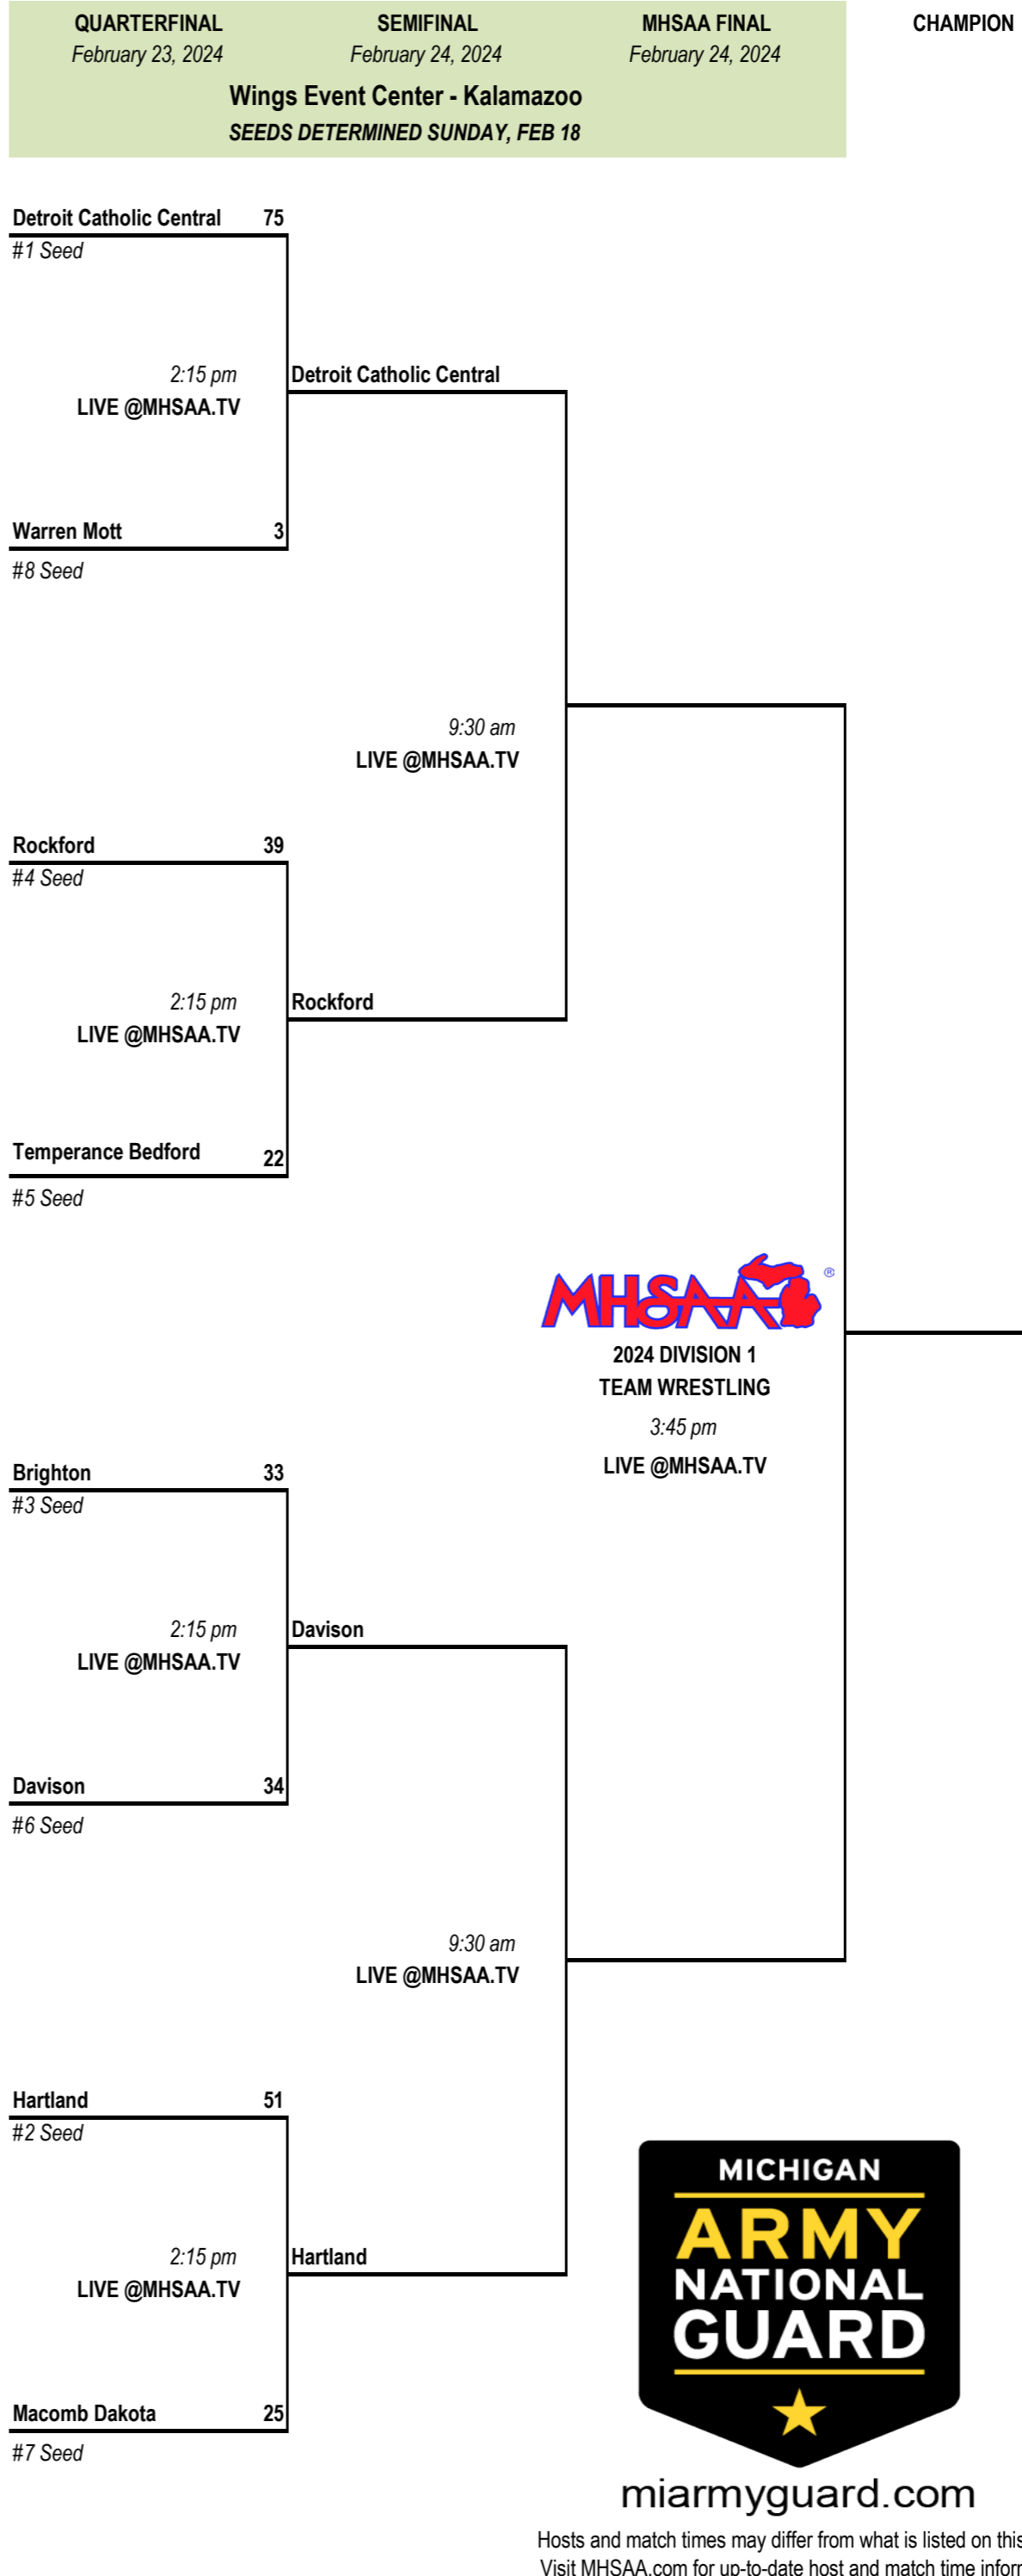 QUARTERFINAL SEMIFINAL MHSAA FINAL CHAMPION
February 23, 2024 February 24, 2024 February 24, 2024
Wings Event Center - Kalamazoo
SEEDS DETERMINED SUNDAY, FEB 18
Detroit Catholic Central 75
#1 Seed
2:15 pm Detroit Catholic Central
LIVE @MHSAA.TV
Warren Mott 3
#8 Seed
9:30 am
LIVE @MHSAA.TV
Rockford 39
#4 Seed
2:15 pm Rockford
LIVE @MHSAA.TV
Temperance Bedford 22
#5 Seed
MHSAA ®
2024 DIVISION 1
TEAM WRESTLING
3:45 pm
LIVE @MHSAA.TV
Brighton 33
#3 Seed
2:15 pm Davison
LIVE @MHSAA.TV
Davison 34
#6 Seed
9:30 am
LIVE @MHSAA.TV
Hartland 51
#2 Seed
2:15 pm Hartland
LIVE @MHSAA.TV
Macomb Dakota 25
#7 Seed
MICHIGAN
ARMY
NATIONAL
GUARD
miarmyguard.com
Hosts and match times may differ from what is listed on this
Visit MHSAA.com for up-to-date host and match time